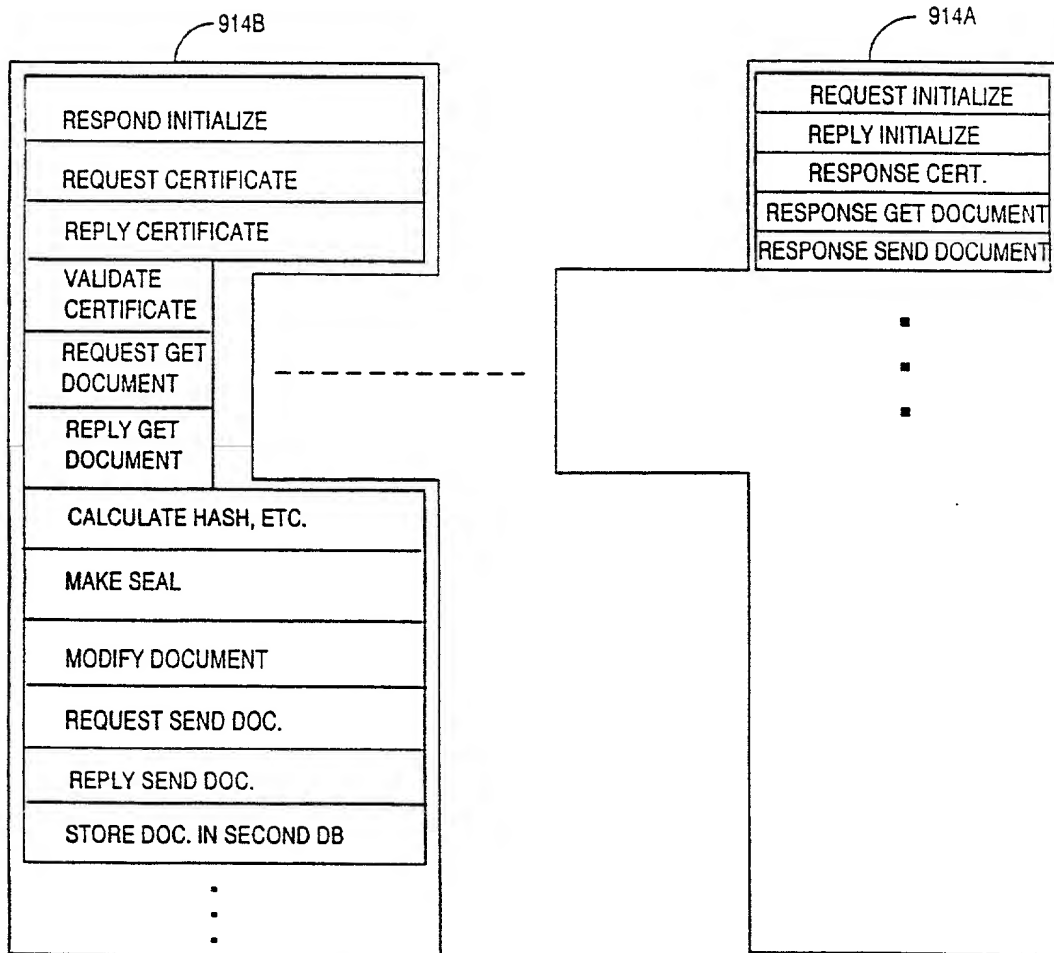 914B
RESPOND INITIALIZE
REQUEST CERTIFICATE
REPLY CERTIFICATE
VALIDATE
CERTIFICATE
REQUEST GET
DOCUMENT
REPLY GET
DOCUMENT
CALCULATE HASH, ETC.
MAKE SEAL
MODIFY DOCUMENT
REQUEST SEND DOC.
REPLY SEND DOC.
STORE DOC. IN SECOND DB
914A
REQUEST INITIALIZE
REPLY INITIALIZE
RESPONSE CERT.
RESPONSE GET DOCUMENT
RESPONSE SEND DOCUMENT